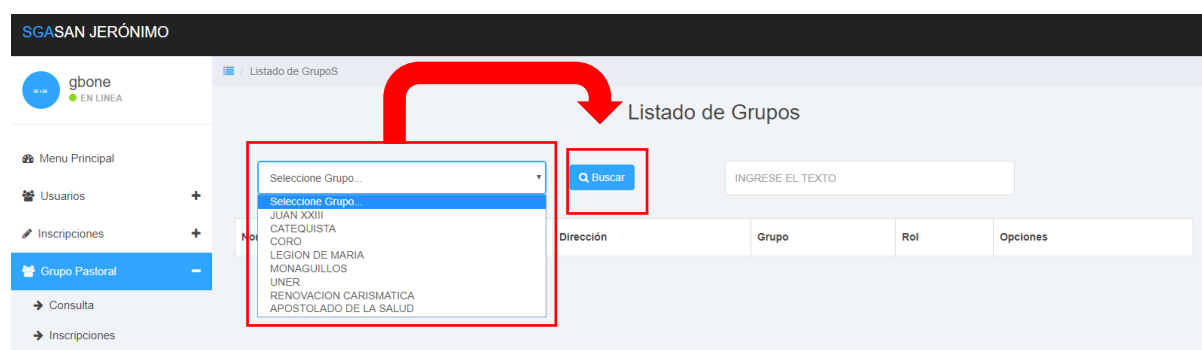 SGASAN JERÓNIMO
gbone
EN LINEA
/ Listado de GrupoS
Listado de Grupos
Menu Principal
Usuarios
Inscripciones
Grupo Pastoral
Consulta
Inscripciones
Seleccione Grupo...
Buscar
INGRESE EL TEXTO
Seleccione Grupo...
JUAN XXIII
CATEQUISTA
CORO
LEGION DE MARIA
MONAGUILLOS
UNER
RENOVACION CARISMATICA
APOSTOLADO DE LA SALUD
Dirección
Grupo
Rol
Opciones